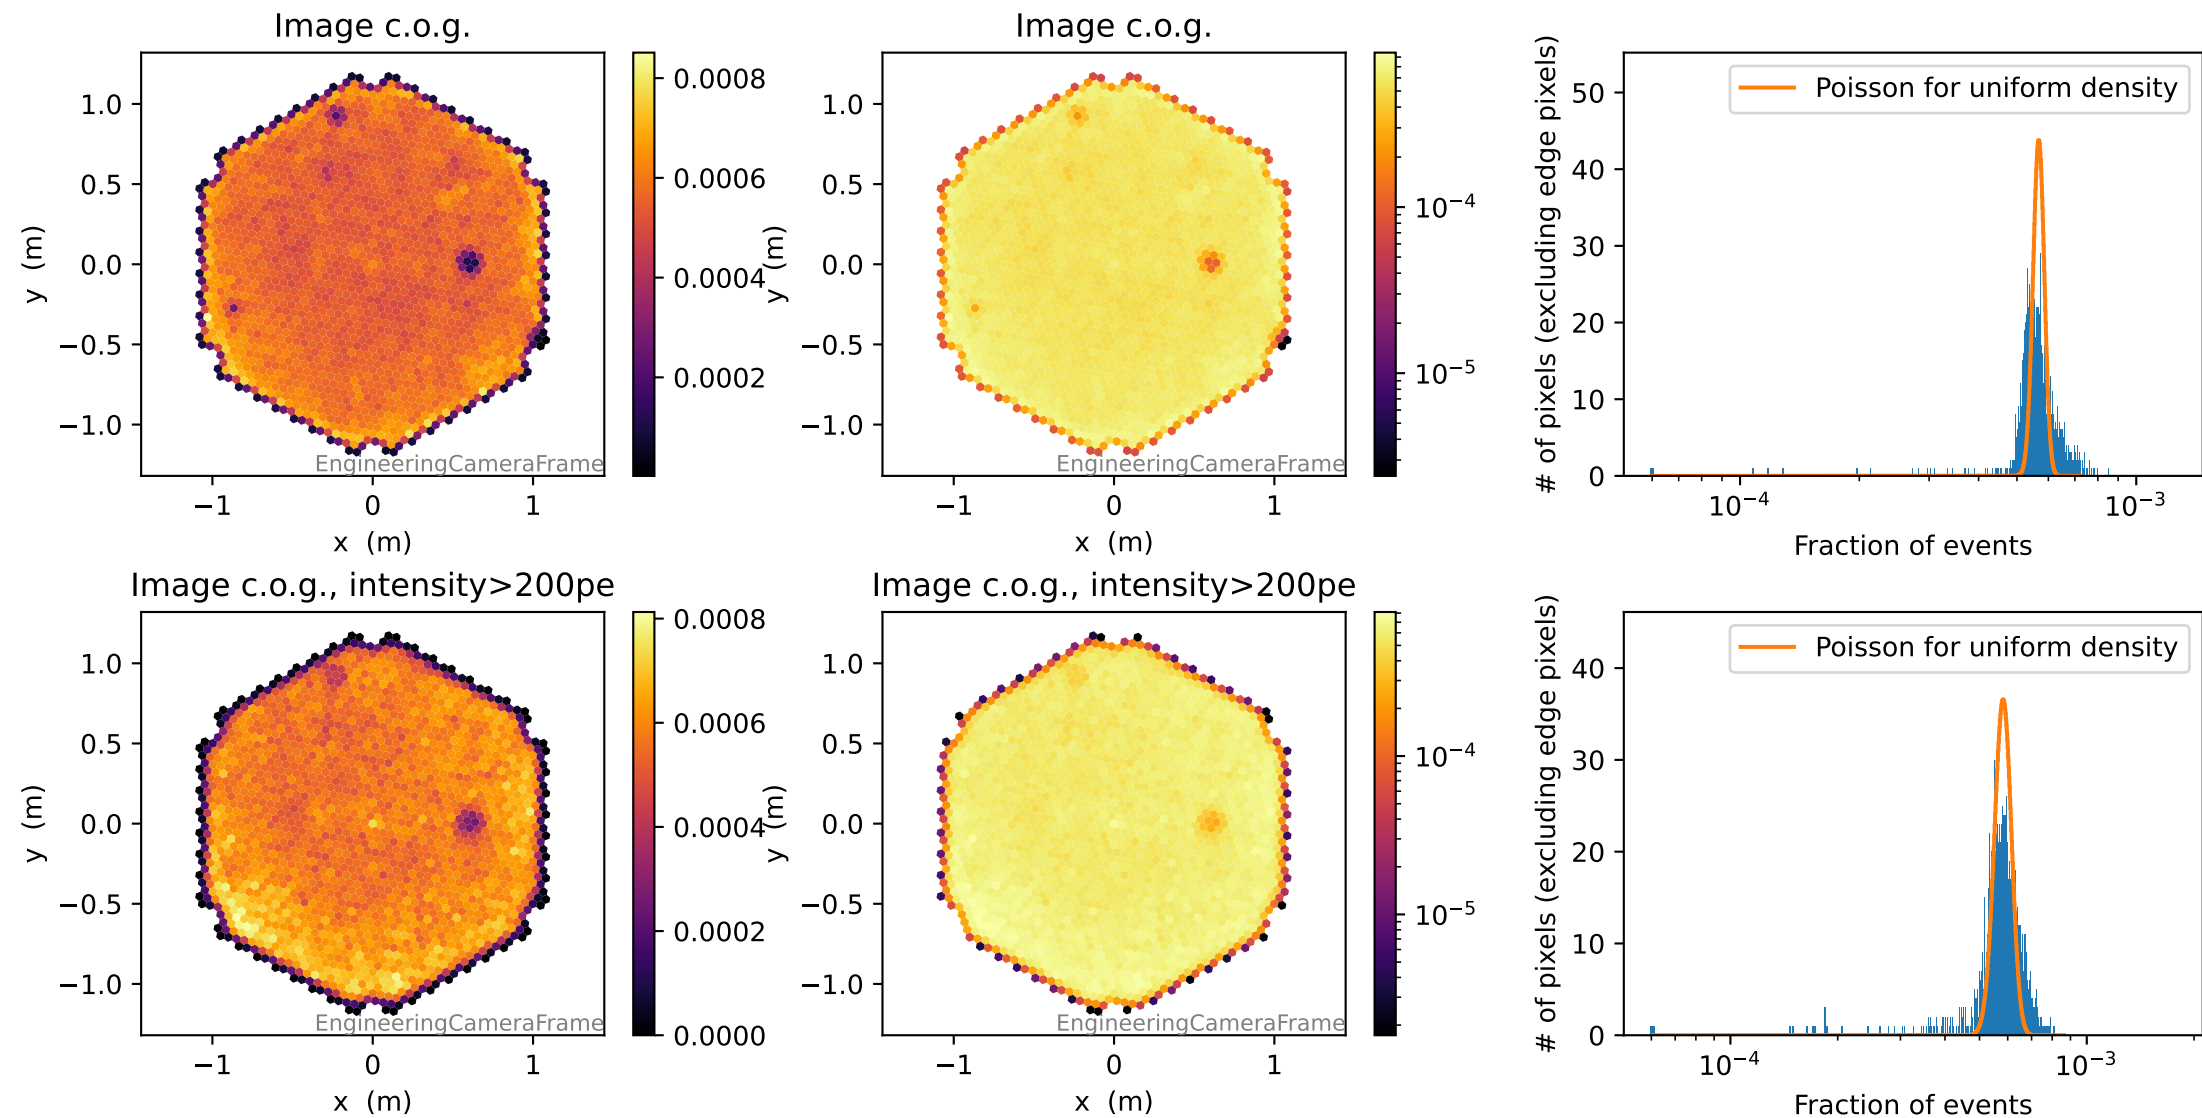 Image c.o.g.
y (m)
1.0
0.5
0.0
−0.5
−1.0
−1
0
1
x (m)
EngineeringCameraFrame
0.0008
0.0006
0.0004
0.0002
Image c.o.g.
y (m)
1.0
0.5
0.0
−0.5
−1.0
−1
0
1
x (m)
EngineeringCameraFrame
10⁻⁴
10⁻⁵
# of pixels (excluding edge pixels)
50
40
30
20
10
0
Poisson for uniform density
10⁻⁴
10⁻³
Fraction of events
Image c.o.g., intensity>200pe
y (m)
1.0
0.5
0.0
−0.5
−1.0
−1
0
1
x (m)
EngineeringCameraFrame
0.0008
0.0006
0.0004
0.0002
0.0000
Image c.o.g., intensity>200pe
y (m)
1.0
0.5
0.0
−0.5
−1.0
−1
0
1
x (m)
EngineeringCameraFrame
10⁻⁴
10⁻⁵
# of pixels (excluding edge pixels)
40
30
20
10
0
Poisson for uniform density
10⁻⁴
10⁻³
Fraction of events